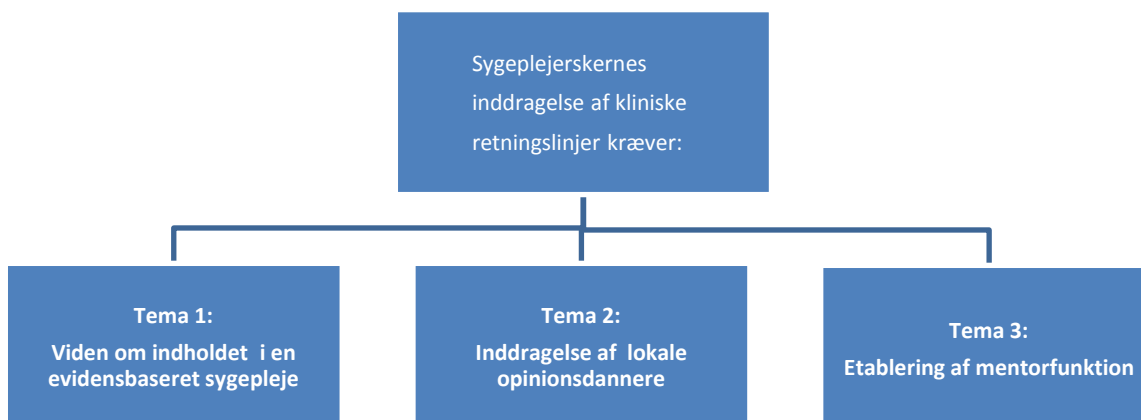 Sygeplejerskernes
inddragelse af kliniske
retningslinjer kræver:
Tema 1:
Viden om indholdet i en
evidensbaseret sygepleje
Tema 2:
Inddragelse af lokale
opinionsdannere
Tema 3:
Etablering af mentorfunktion